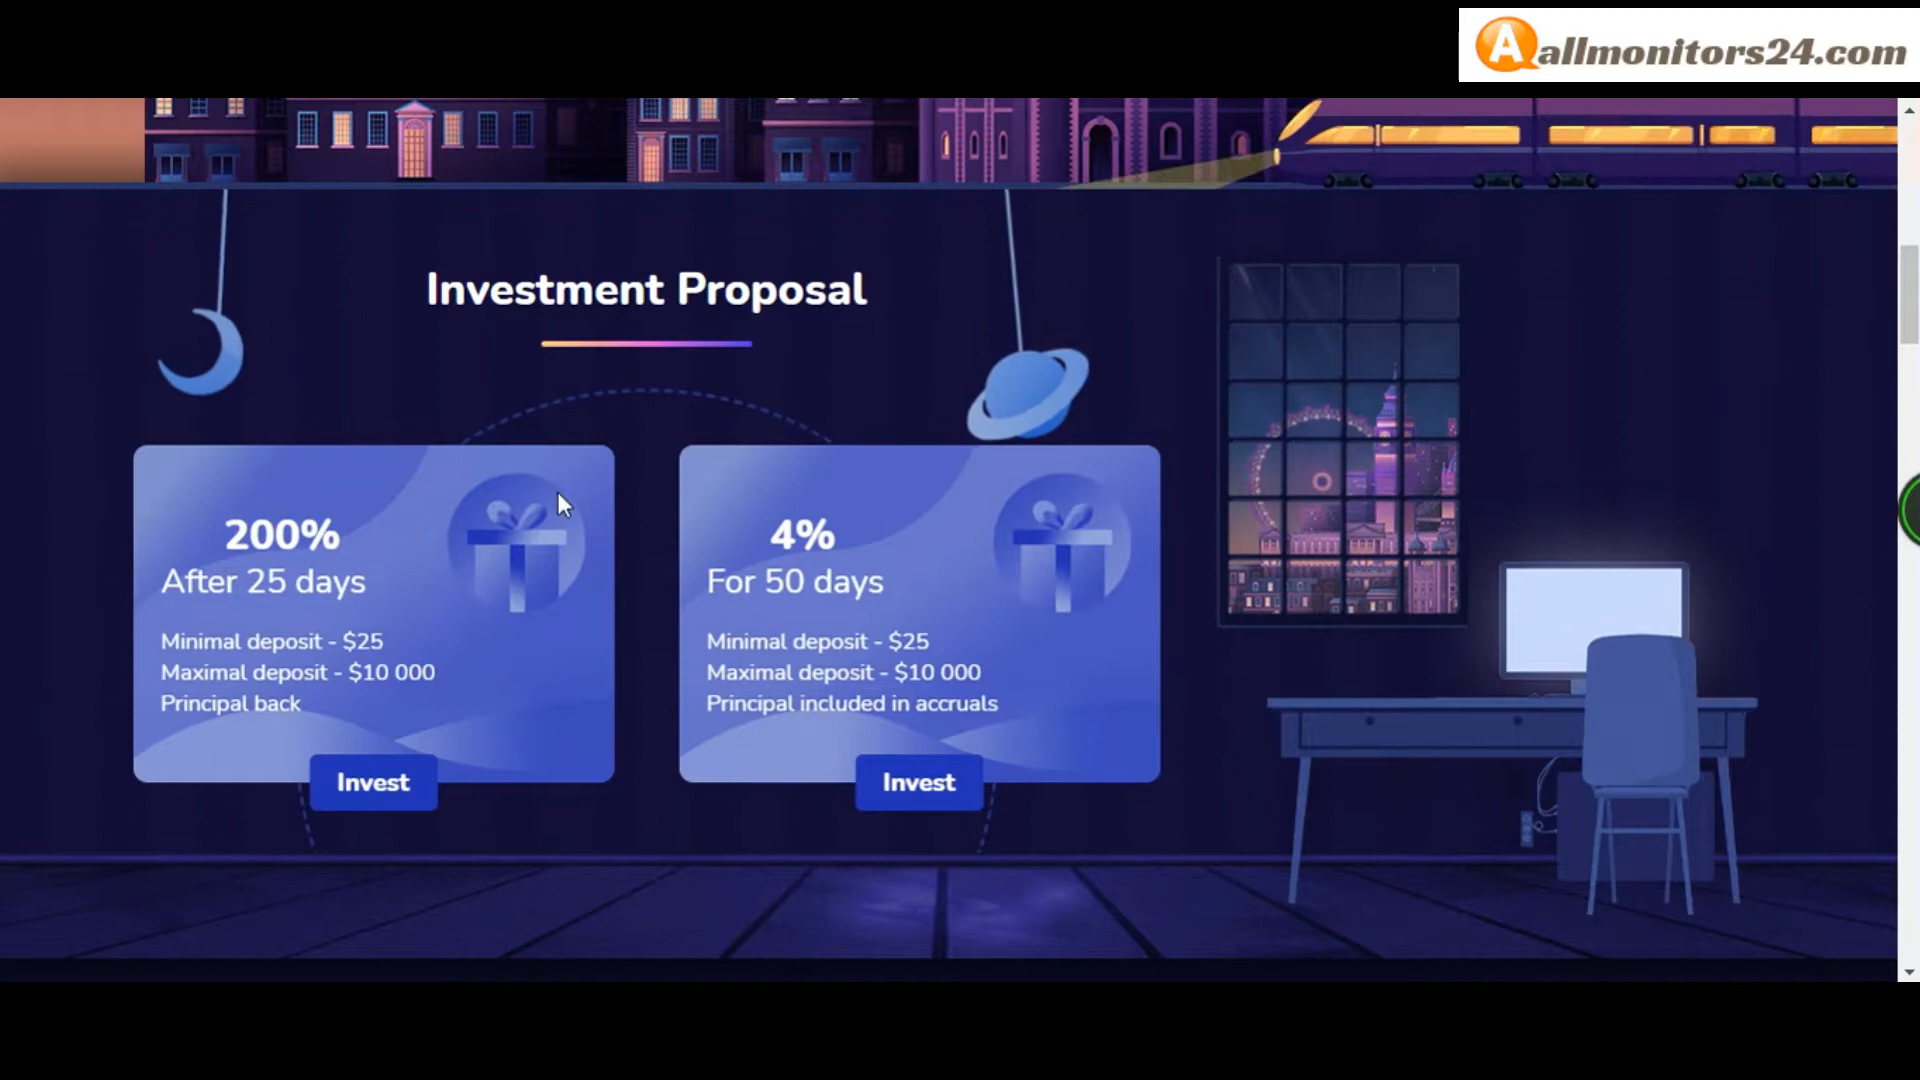 A allmonitors24.com
Investment Proposal
200%
After 25 days
Minimal deposit - $25
Maximal deposit - $10 000
Principal back
Invest
4%
For 50 days
Minimal deposit - $25
Maximal deposit - $10 000
Principal included in accruals
Invest